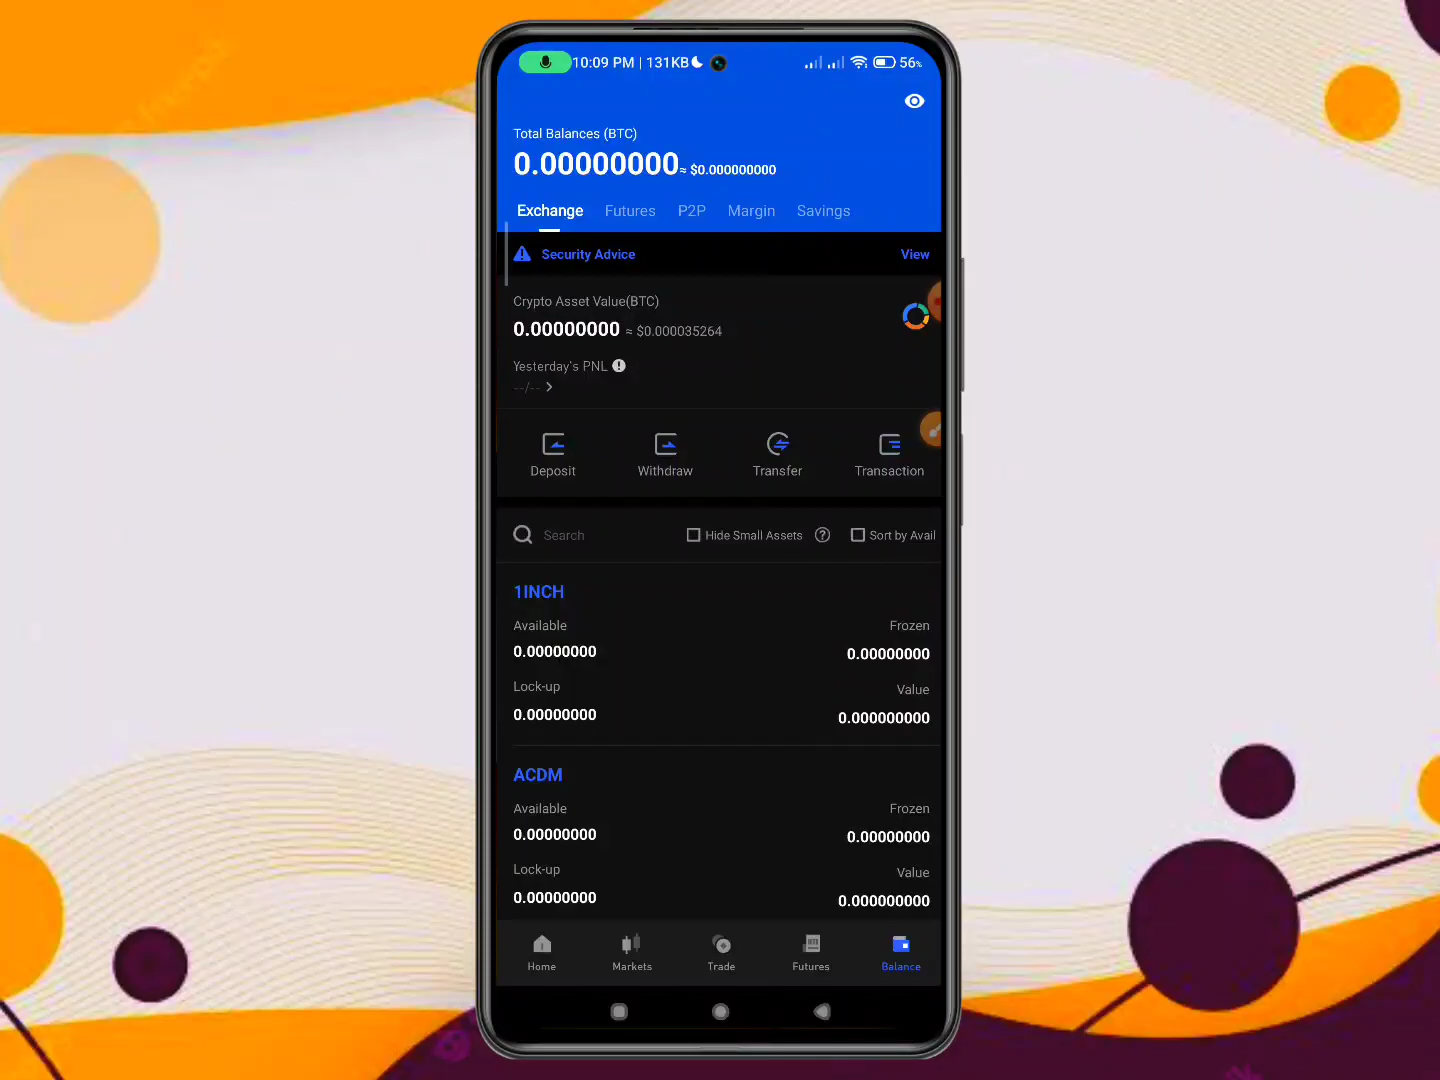 10:09 PM | 131KB
56%
Total Balances (BTC)
0.00000000≈ $0.000000000
Exchange Futures P2P Margin Savings
Security Advice View
Crypto Asset Value(BTC)
0.00000000 ≈ $0.000035264
Yesterday's PNL
--/--
Deposit Withdraw Transfer Transaction
Search Hide Small Assets Sort by Avail
1INCH
Available Frozen
0.00000000 0.00000000
Lock-up Value
0.00000000 0.000000000
ACDM
Available Frozen
0.00000000 0.00000000
Lock-up Value
0.00000000 0.000000000
Home Markets Trade Futures Balance